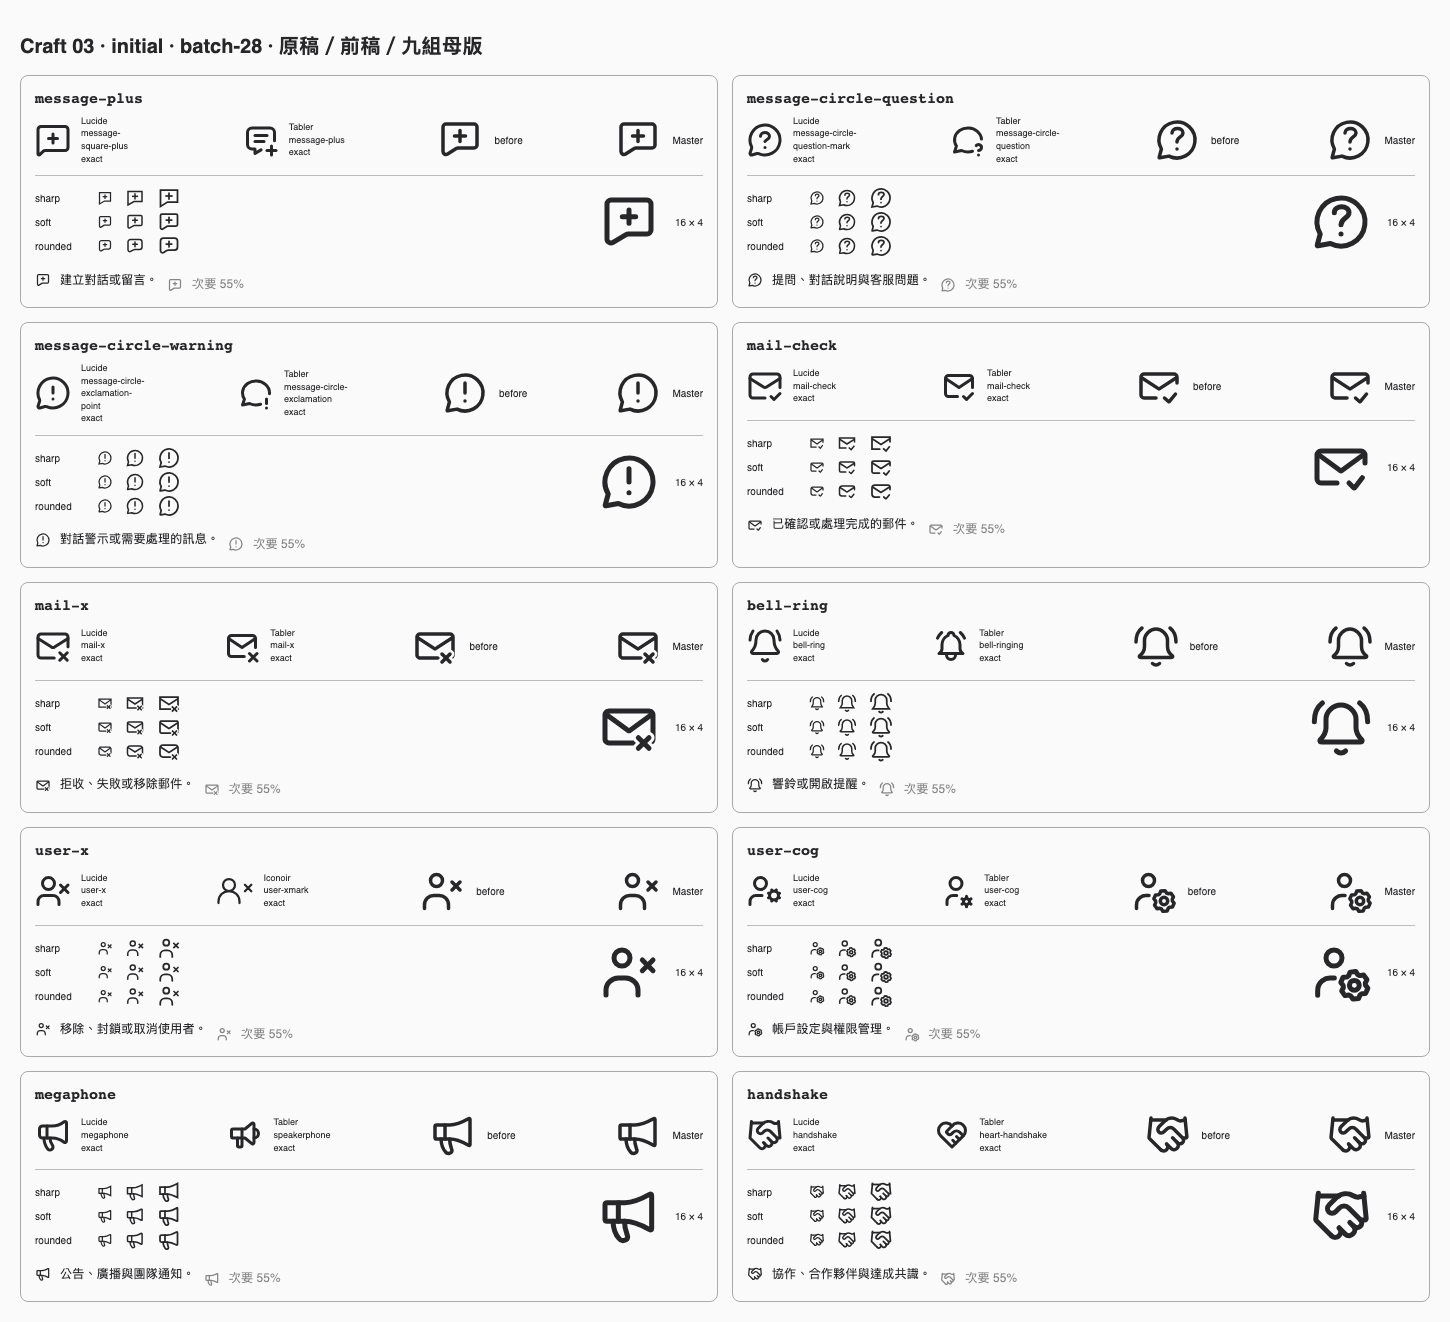 Craft 03 · initial · batch-28 · 原稿 / 前稿 / 九組母版
message-plus
Lucide
message-
square-plus
exact
Tabler
message-plus
exact
before
Master
sharp
soft
rounded
16 × 4
建立對話或留言。
次要 55%
message-circle-question
Lucide
message-circle-
question-mark
exact
Tabler
message-circle-
question
exact
before
Master
sharp
soft
rounded
16 × 4
提問、對話說明與客服問題。
次要 55%
message-circle-warning
Lucide
message-circle-
exclamation-
point
exact
Tabler
message-circle-
exclamation
exact
before
Master
sharp
soft
rounded
16 × 4
對話警示或需要處理的訊息。
次要 55%
mail-check
Lucide
mail-check
exact
Tabler
mail-check
exact
before
Master
sharp
soft
rounded
16 × 4
已確認或處理完成的郵件。
次要 55%
mail-x
Lucide
mail-x
exact
Tabler
mail-x
exact
before
Master
sharp
soft
rounded
16 × 4
拒收、失敗或移除郵件。
次要 55%
bell-ring
Lucide
bell-ring
exact
Tabler
bell-ringing
exact
before
Master
sharp
soft
rounded
16 × 4
響鈴或開啟提醒。
次要 55%
user-x
Lucide
user-x
exact
Iconoir
user-xmark
exact
before
Master
sharp
soft
rounded
16 × 4
移除、封鎖或取消使用者。
次要 55%
user-cog
Lucide
user-cog
exact
Tabler
user-cog
exact
before
Master
sharp
soft
rounded
16 × 4
帳戶設定與權限管理。
次要 55%
megaphone
Lucide
megaphone
exact
Tabler
speakerphone
exact
before
Master
sharp
soft
rounded
16 × 4
公告、廣播與團隊通知。
次要 55%
handshake
Lucide
handshake
exact
Tabler
heart-handshake
exact
before
Master
sharp
soft
rounded
16 × 4
協作、合作夥伴與達成共識。
次要 55%